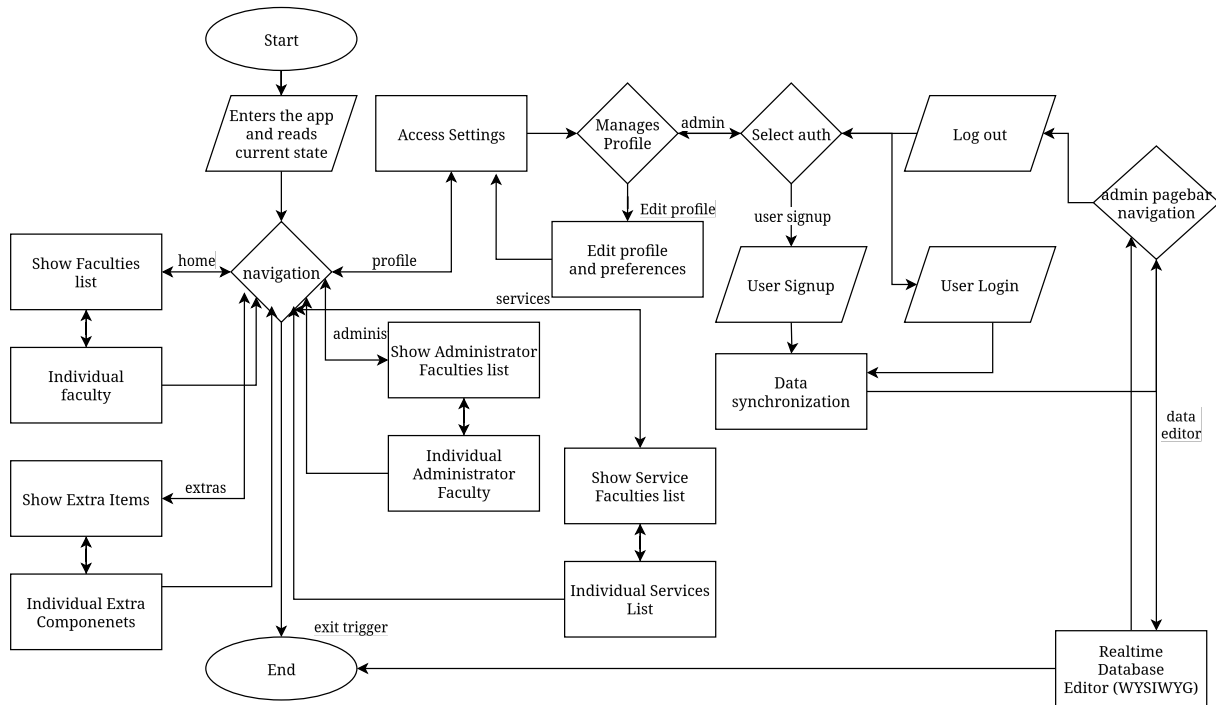 Start
Enters the app
and reads
current state
Access Settings
Manages
Profile
admin
Select auth
Log out
admin pagebar
navigation
Edit profile
user signup
Show Faculties
list
home
navigation
profile
Edit profile
and preferences
User Signup
User Login
services
adminis
Show Administrator
Faculties list
Individual
faculty
Data
synchronization
data
editor
Individual
Administrator
Faculty
Show Service
Faculties list
Show Extra Items
extras
Individual Extra
Componenets
Individual Services
List
exit trigger
End
Realtime
Database
Editor (WYSIWYG)